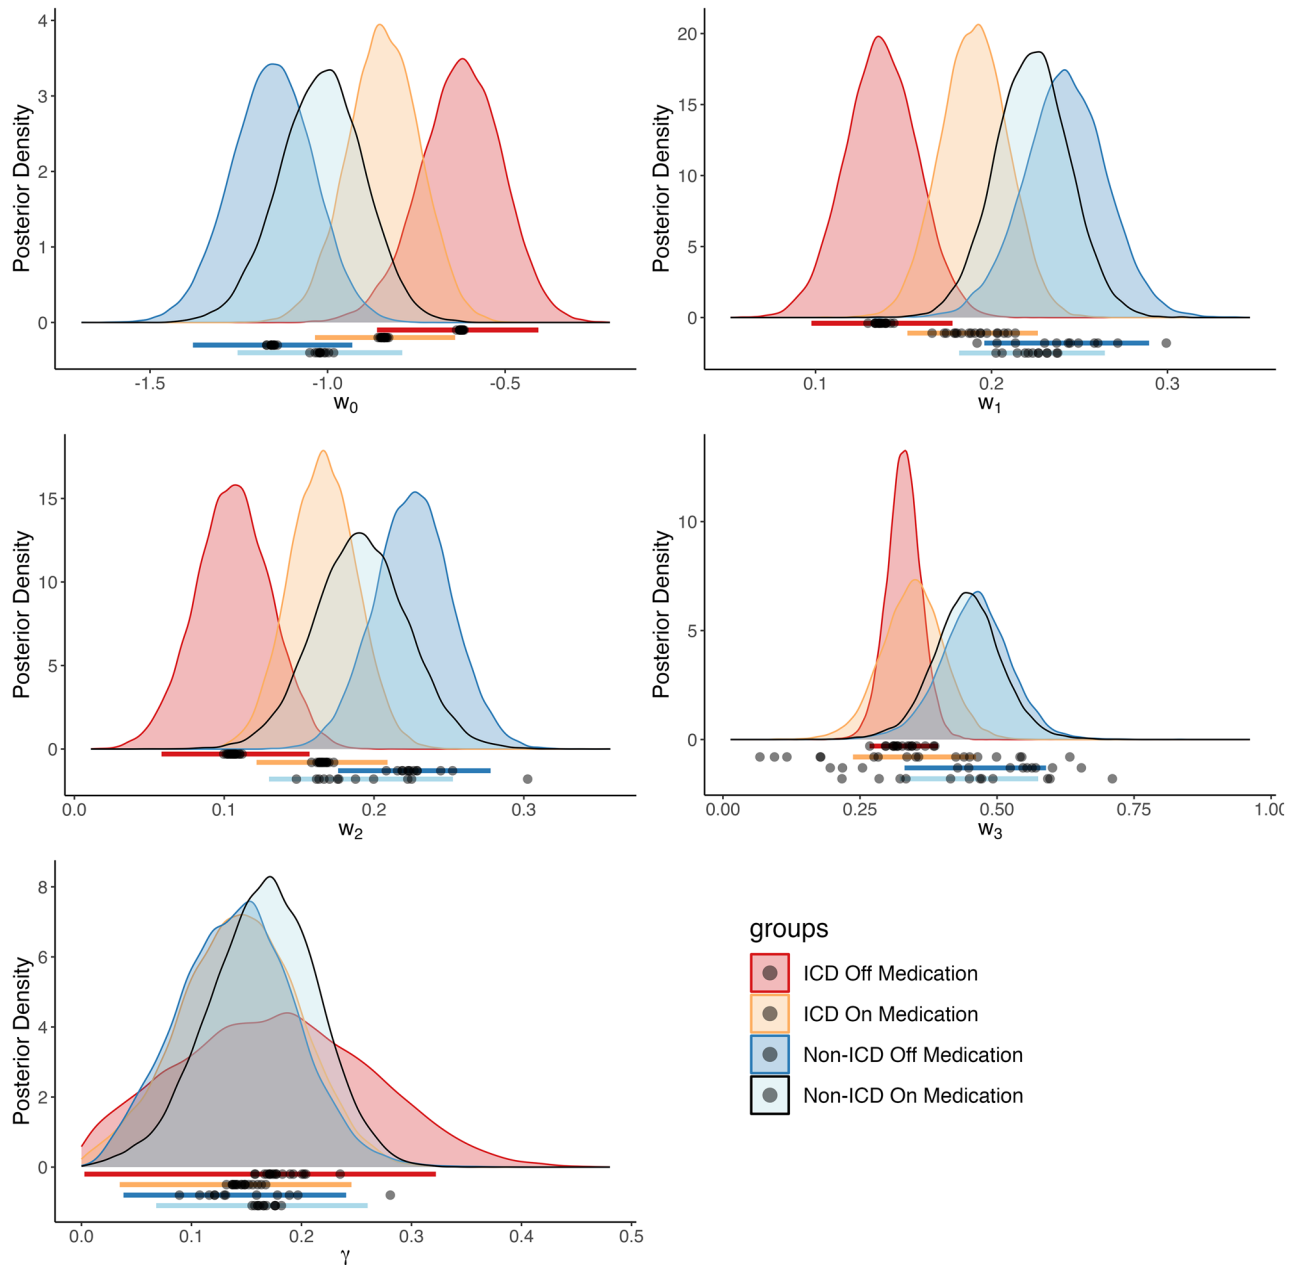 Posterior Density
4
3
2
1
0
-1.5 -1.0 -0.5
w0
Posterior Density
20
15
10
5
0
0.1 0.2 0.3
w1
Posterior Density
15
10
5
0
0.0 0.1 0.2 0.3
w2
Posterior Density
10
5
0
0.00 0.25 0.50 0.75 1.00
w3
Posterior Density
8
6
4
2
0
0.0 0.1 0.2 0.3 0.4 0.5
γ
groups
ICD Off Medication
ICD On Medication
Non-ICD Off Medication
Non-ICD On Medication